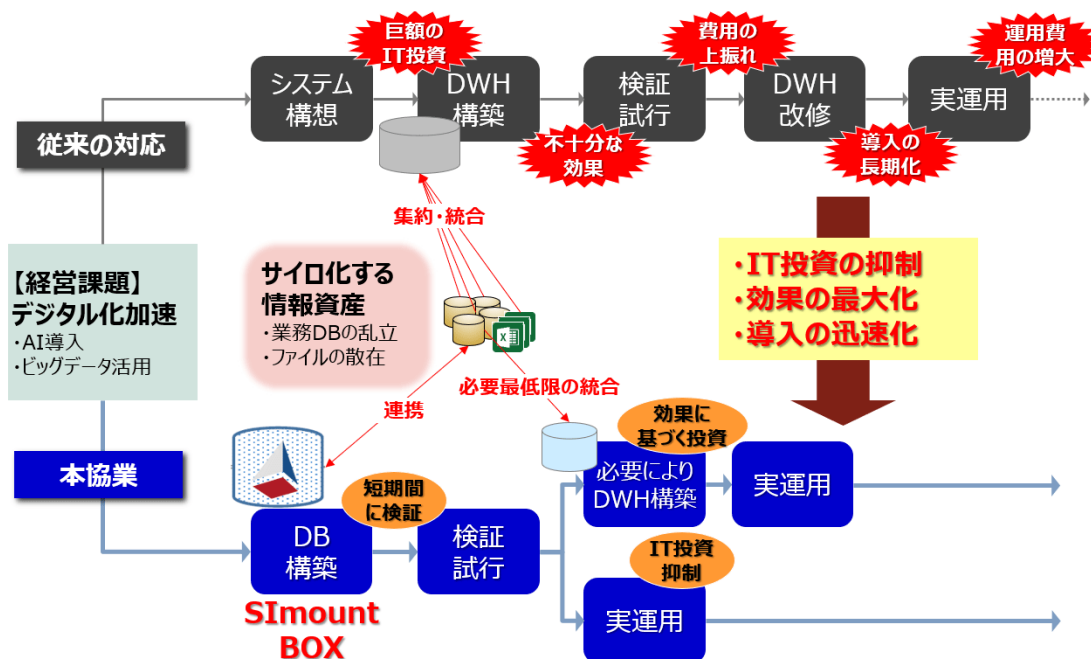 巨額の
IT投資
費用の
上振れ
運用費
用の増大
システム
構想
DWH
構築
検証
試行
DWH
改修
実運用
従来の対応
不十分な
効果
導入の
長期化
集約・統合
【経営課題】
デジタル化加速
・AI導入
・ビッグデータ活用
サイロ化する
情報資産
・業務DBの乱立
・ファイルの散在
・IT投資の抑制
・効果の最大化
・導入の迅速化
必要最低限の統合
連携
効果に
基づく投資
本協業
必要により
DWH構築
実運用
短期間
に検証
DB
構築
検証
試行
IT投資
抑制
実運用
SImount
BOX